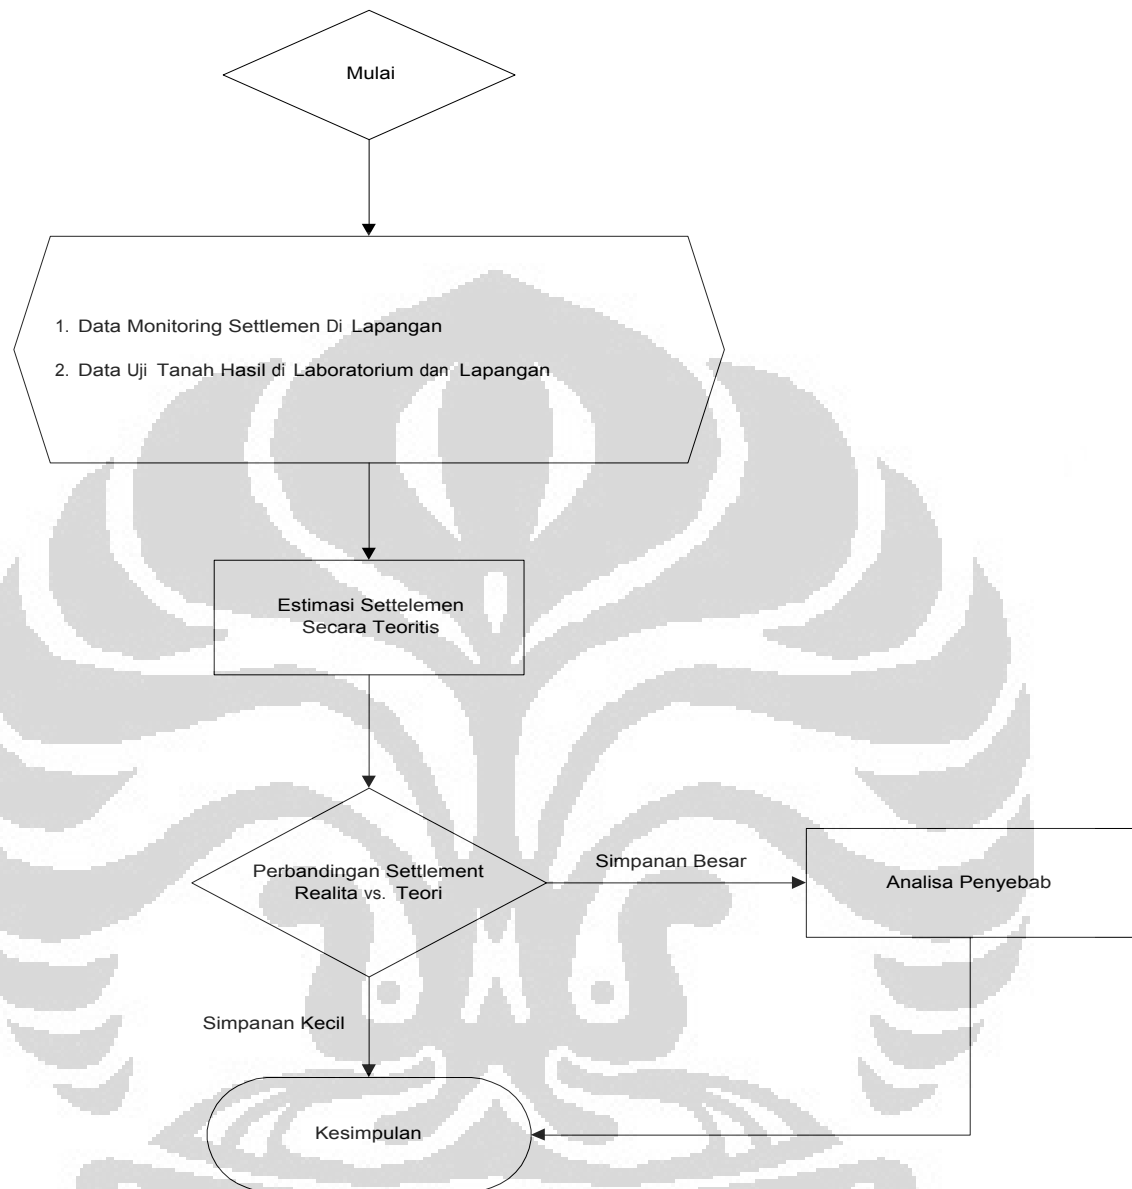 Mulai
1. Data Monitoring Settlemen Di Lapangan
2. Data Uji Tanah Hasil di Laboratorium dan Lapangan
Estimasi Settelemen
Secara Teoritis
Perbandingan Settlement
Realita vs. Teori
Simpanan Besar
Analisa Penyebab
Simpanan Kecil
Kesimpulan